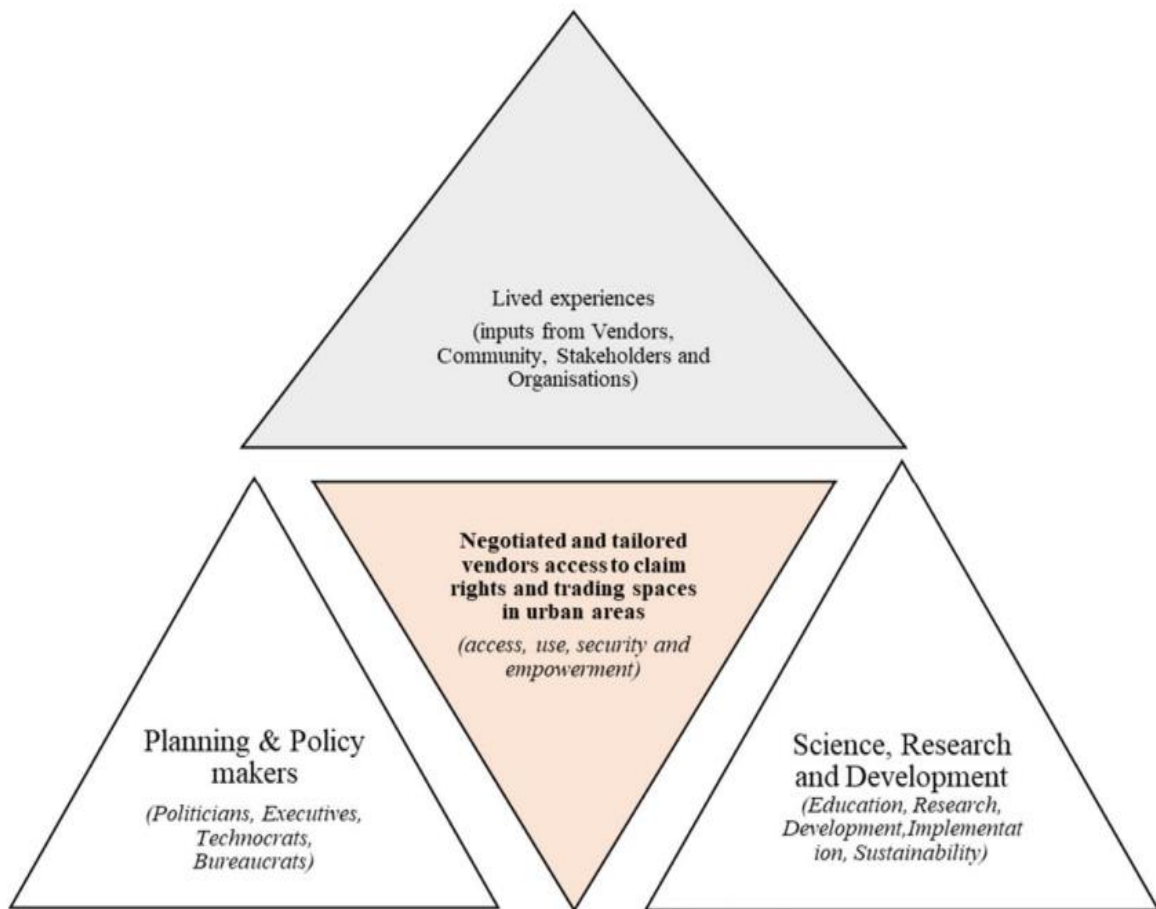 Lived experiences
(inputs from Vendors,
Community, Stakeholders and
Organisations)
Negotiated and tailored
vendors access to claim
rights and trading spaces
in urban areas
(access, use, security and
empowerment)
Planning & Policy
makers
(Politicians, Executives,
Technocrats,
Bureaucrats)
Science, Research
and Development
(Education, Research,
Development,Implementat
ion, Sustainability)